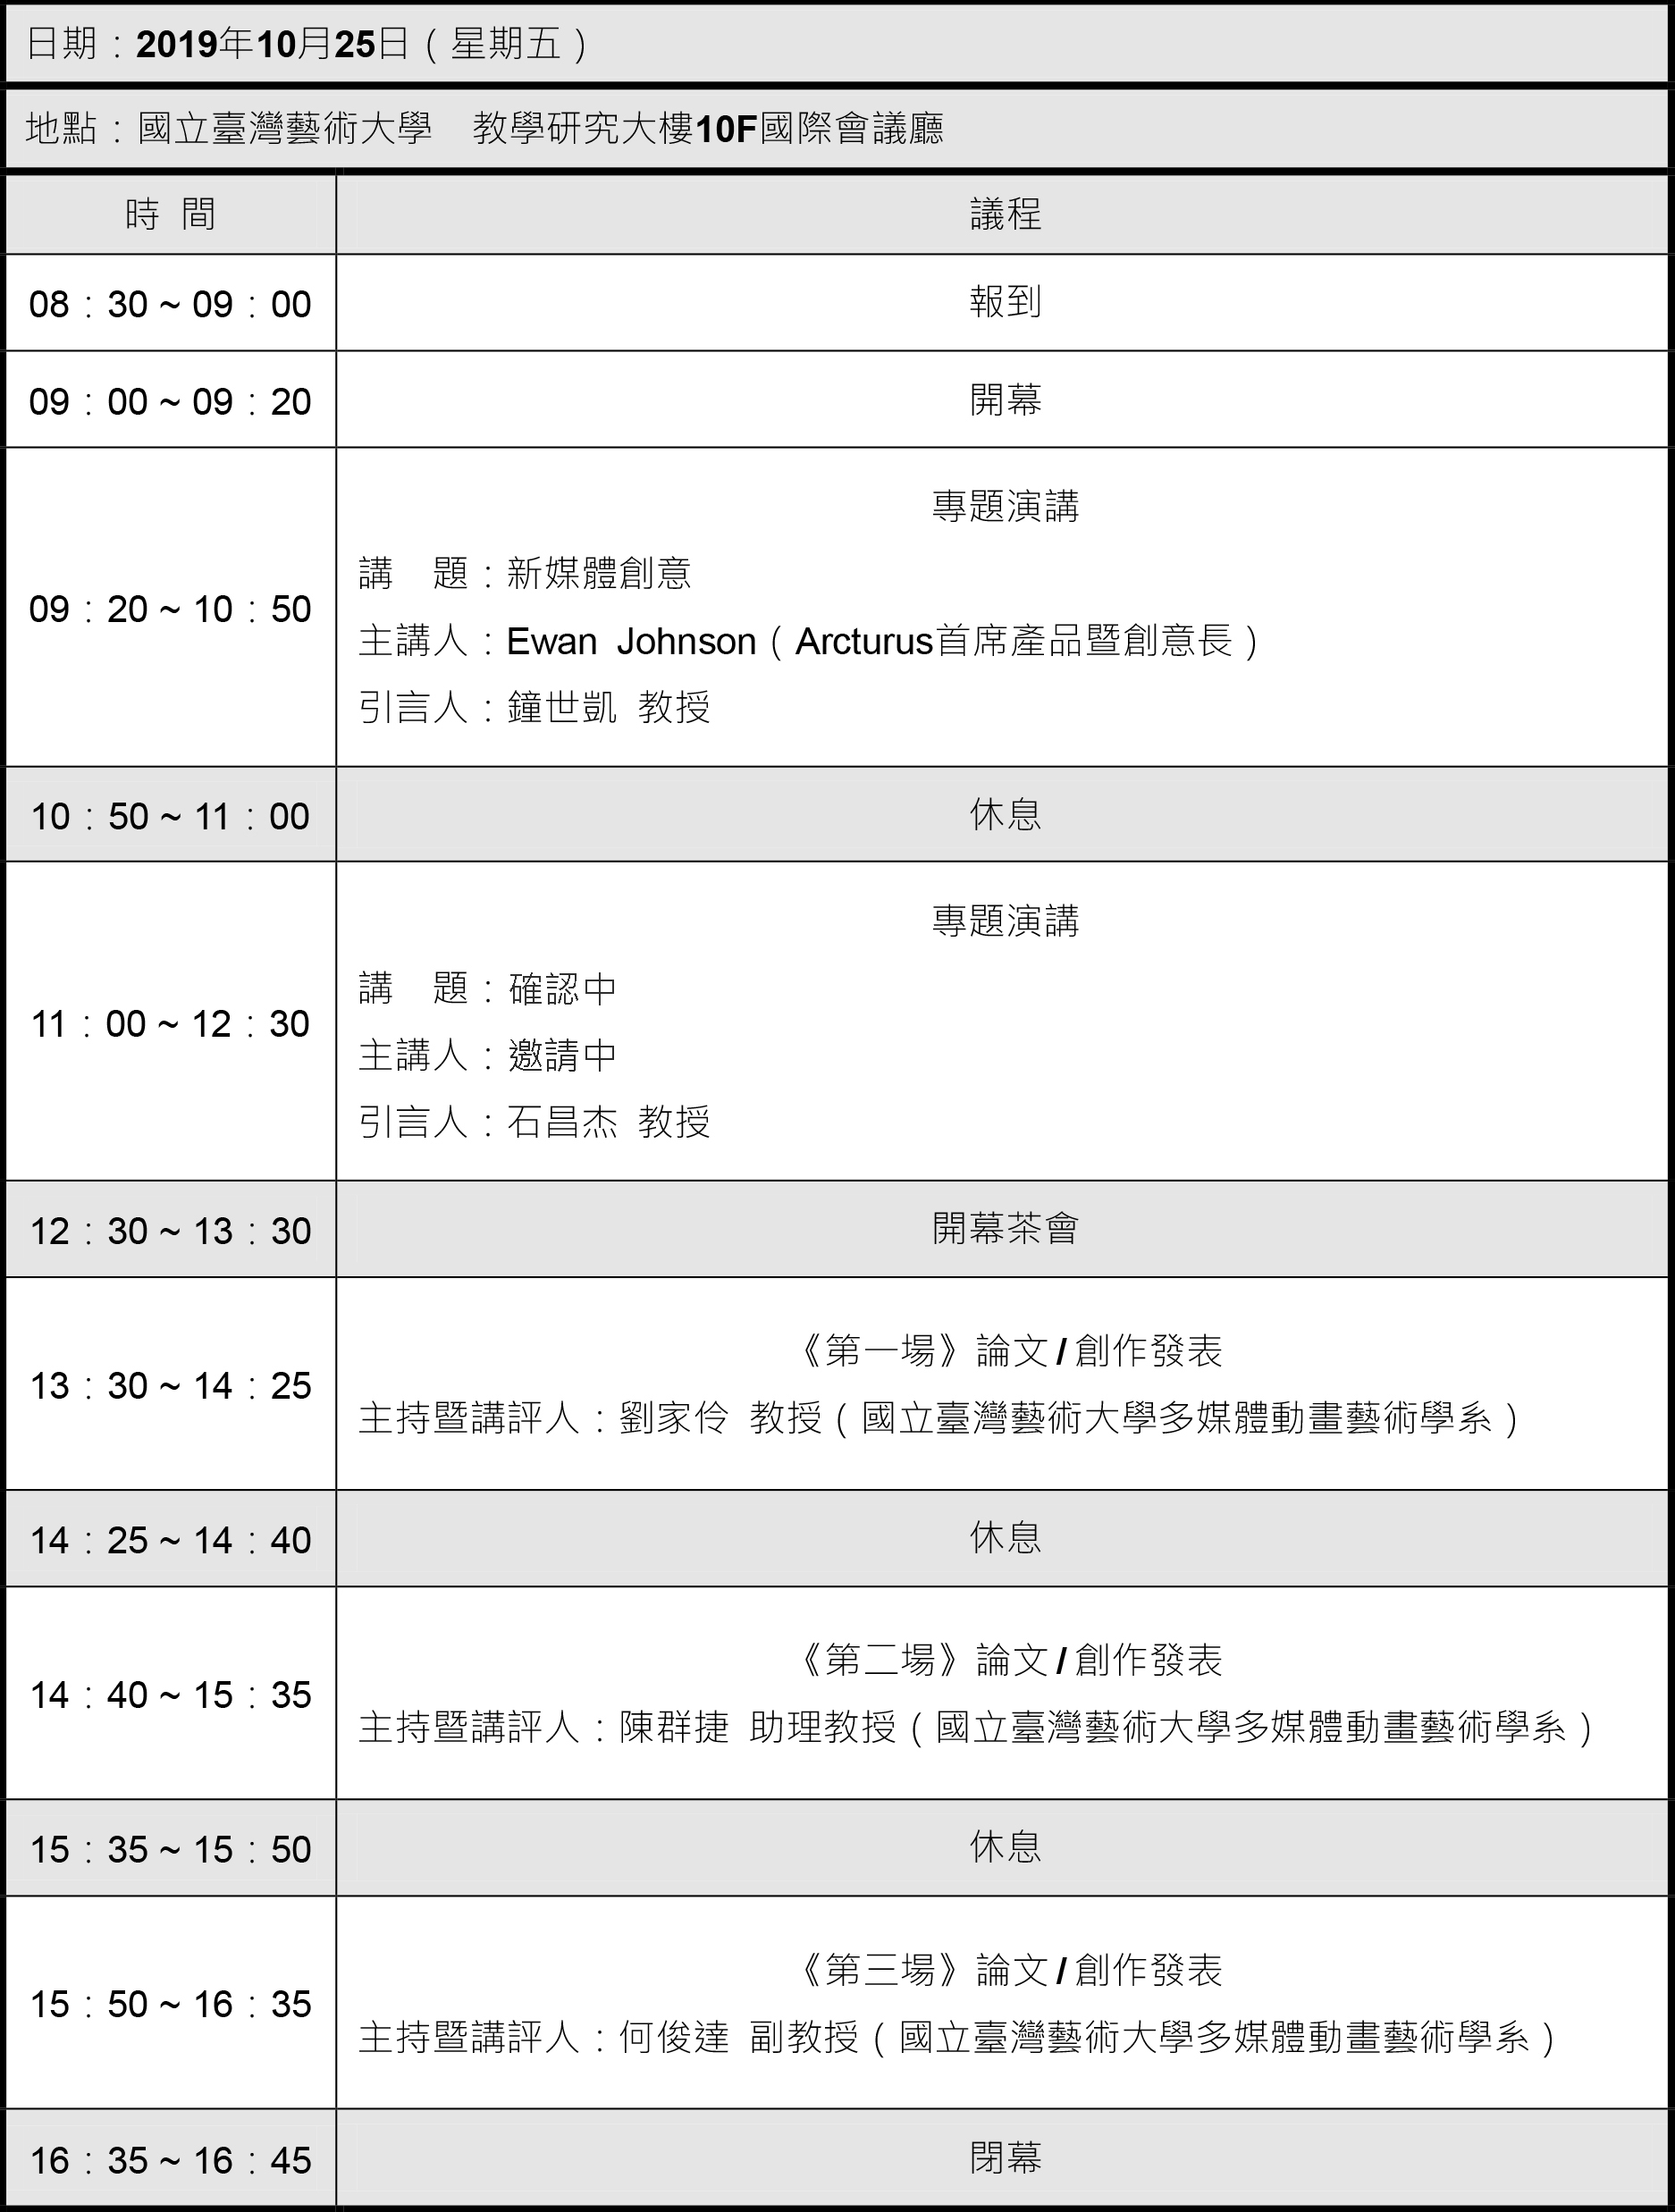 日期：2019年10月25日（星期五）
地點：國立臺灣藝術大學　教學研究大樓10F國際會議廳
時 間 議程
08：30 ~ 09：00 報到
09：00 ~ 09：20 開幕
09：20 ~ 10：50 專題演講
講　題：新媒體創意
主講人：Ewan Johnson（Arcturus首席產品暨創意長）
引言人：鐘世凱 教授
10：50 ~ 11：00 休息
11：00 ~ 12：30 專題演講
講　題：確認中
主講人：邀請中
引言人：石昌杰 教授
12：30 ~ 13：30 開幕茶會
13：30 ~ 14：25 《第一場》論文/創作發表
主持暨講評人：劉家伶 教授（國立臺灣藝術大學多媒體動畫藝術學系）
14：25 ~ 14：40 休息
14：40 ~ 15：35 《第二場》論文/創作發表
主持暨講評人：陳群捷 助理教授（國立臺灣藝術大學多媒體動畫藝術學系）
15：35 ~ 15：50 休息
15：50 ~ 16：35 《第三場》論文/創作發表
主持暨講評人：何俊達 副教授（國立臺灣藝術大學多媒體動畫藝術學系）
16：35 ~ 16：45 閉幕